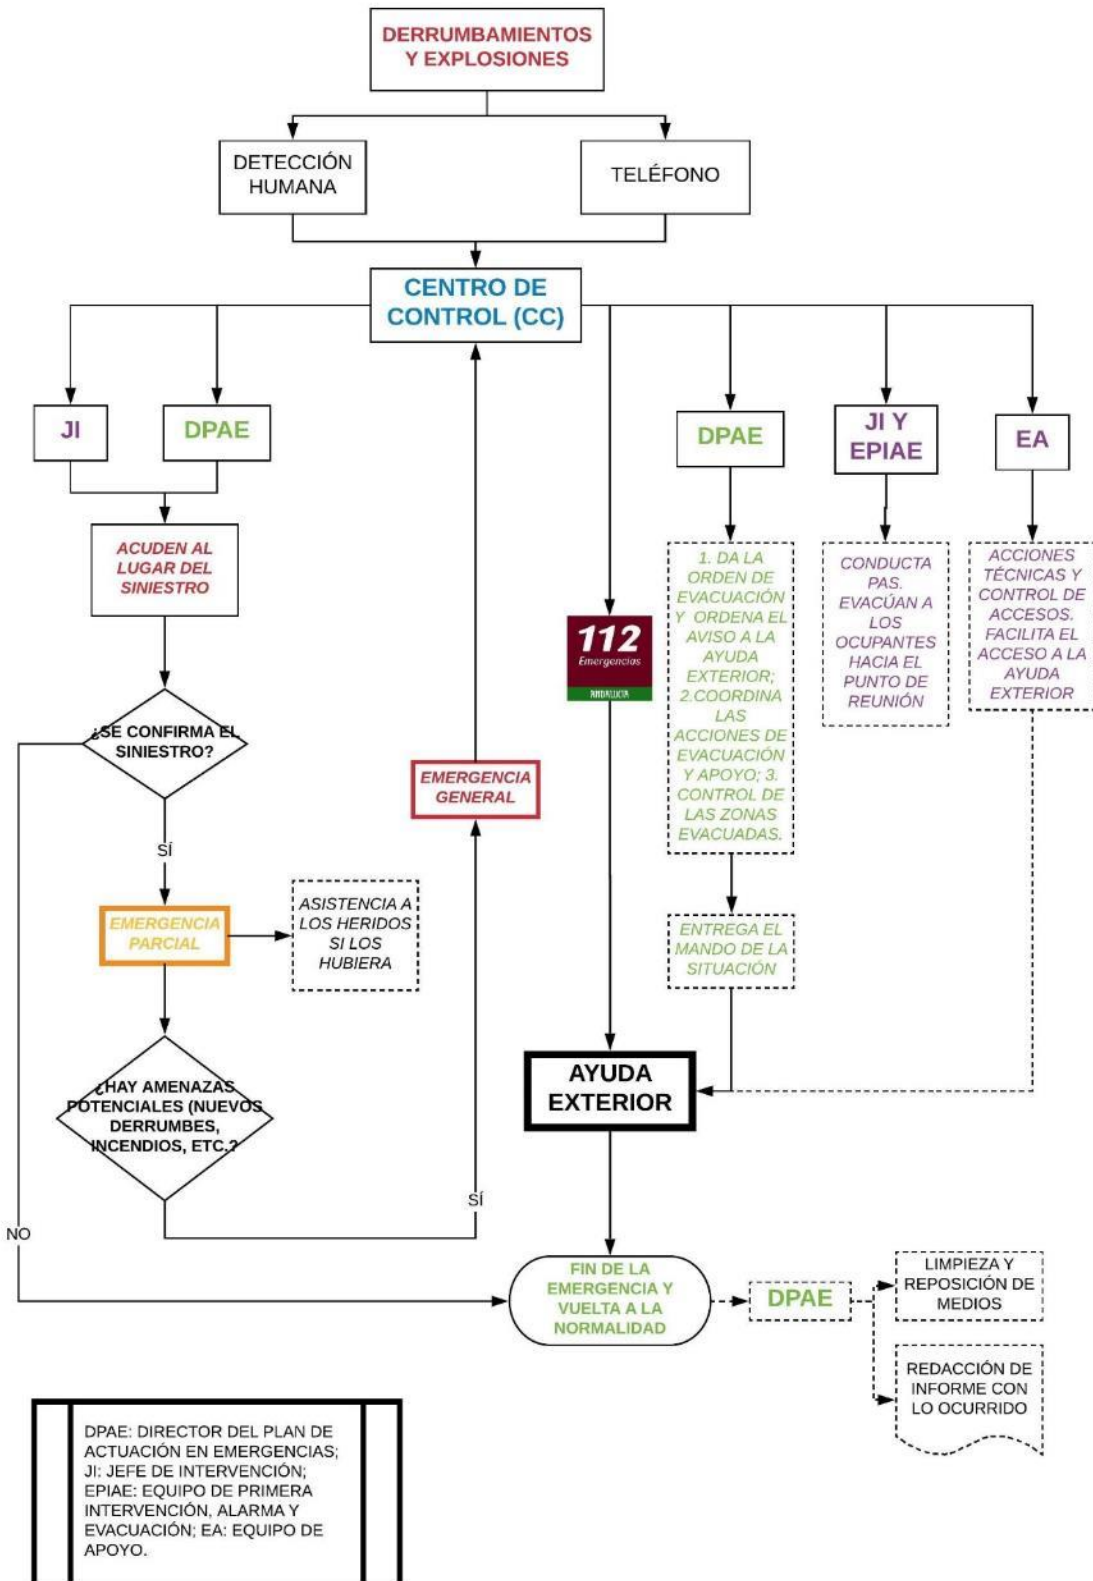 DERRUMBAMIENTOS
Y EXPLOSIONES
DETECCIÓN
HUMANA
TELÉFONO
CENTRO DE
CONTROL (CC)
JI
DPAE
DPAE
JI Y
EPIAE
EA
ACUDEN AL
LUGAR DEL
SINIESTRO
1. DA LA
ORDEN DE
EVACUACIÓN
Y ORDENA EL
AVISO A LA
AYUDA
EXTERIOR;
2.COORDINA
LAS
ACCIONES DE
EVACUACIÓN
Y APOYO; 3.
CONTROL DE
LAS ZONAS
EVACUADAS.
CONDUCTA
PAS.
EVACÚAN A
LOS
OCUPANTES
HACIA EL
PUNTO DE
REUNIÓN
ACCIONES
TÉCNICAS Y
CONTROL DE
ACCESOS.
FACILITA EL
ACCESO A LA
AYUDA
EXTERIOR
112
Emergencias
ANDALUCIA
¿SE CONFIRMA EL
SINIESTRO?
EMERGENCIA
GENERAL
SÍ
EMERGENCIA
PARCIAL
ASISTENCIA A
LOS HERIDOS
SI LOS
HUBIERA
ENTREGA EL
MANDO DE LA
SITUACIÓN
¿HAY AMENAZAS
POTENCIALES (NUEVOS
DERRUMBES,
INCENDIOS, ETC.?
AYUDA
EXTERIOR
SÍ
NO
FIN DE LA
EMERGENCIA Y
VUELTA A LA
NORMALIDAD
DPAE
LIMPIEZA Y
REPOSICIÓN DE
MEDIOS
REDACCIÓN DE
INFORME CON
LO OCURRIDO
DPAE: DIRECTOR DEL PLAN DE
ACTUACIÓN EN EMERGENCIAS;
JI: JEFE DE INTERVENCIÓN;
EPIAE: EQUIPO DE PRIMERA
INTERVENCIÓN, ALARMA Y
EVACUACIÓN; EA: EQUIPO DE
APOYO.